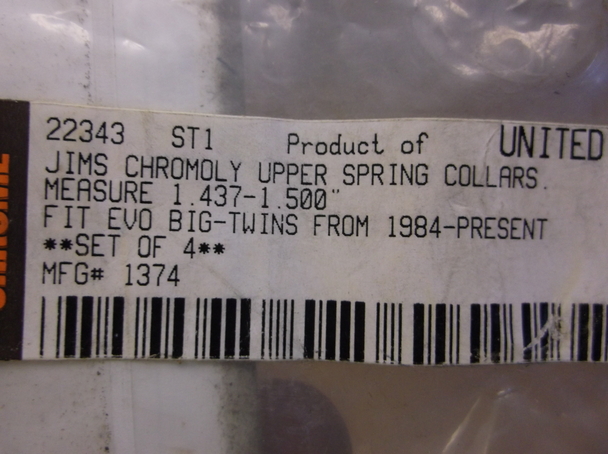 22343 ST1 Product of UNITED
JIMS CHROMOLY UPPER SPRING COLLARS.
MEASURE 1.437-1.500"
FIT EVO BIG-TWINS FROM 1984-PRESENT
**SET OF 4**
MFG# 1374